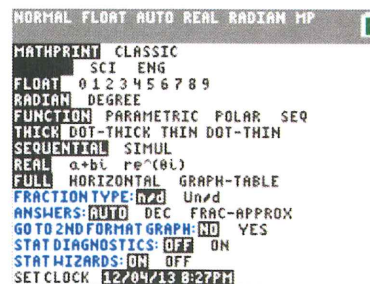 NORMAL FLOAT AUTO REAL RADIAN MP
MATHPRINT CLASSIC
SCI ENG
FLOAT 0 1 2 3 4 5 6 7 8 9
RADIAN DEGREE
FUNCTION PARAMETRIC POLAR SEQ
THICK DOT-THICK THIN DOT-THIN
SEQUENTIAL SIMUL
REAL a+bi re^(θi)
FULL HORIZONTAL GRAPH-TABLE
FRACTION TYPE: n/d Un/d
ANSWERS: AUTO DEC FRAC-APPROX
GO TO 2ND FORMAT GRAPH: NO YES
STAT DIAGNOSTICS: OFF ON
STAT WIZARDS: ON OFF
SET CLOCK 12/04/13 8:27PM